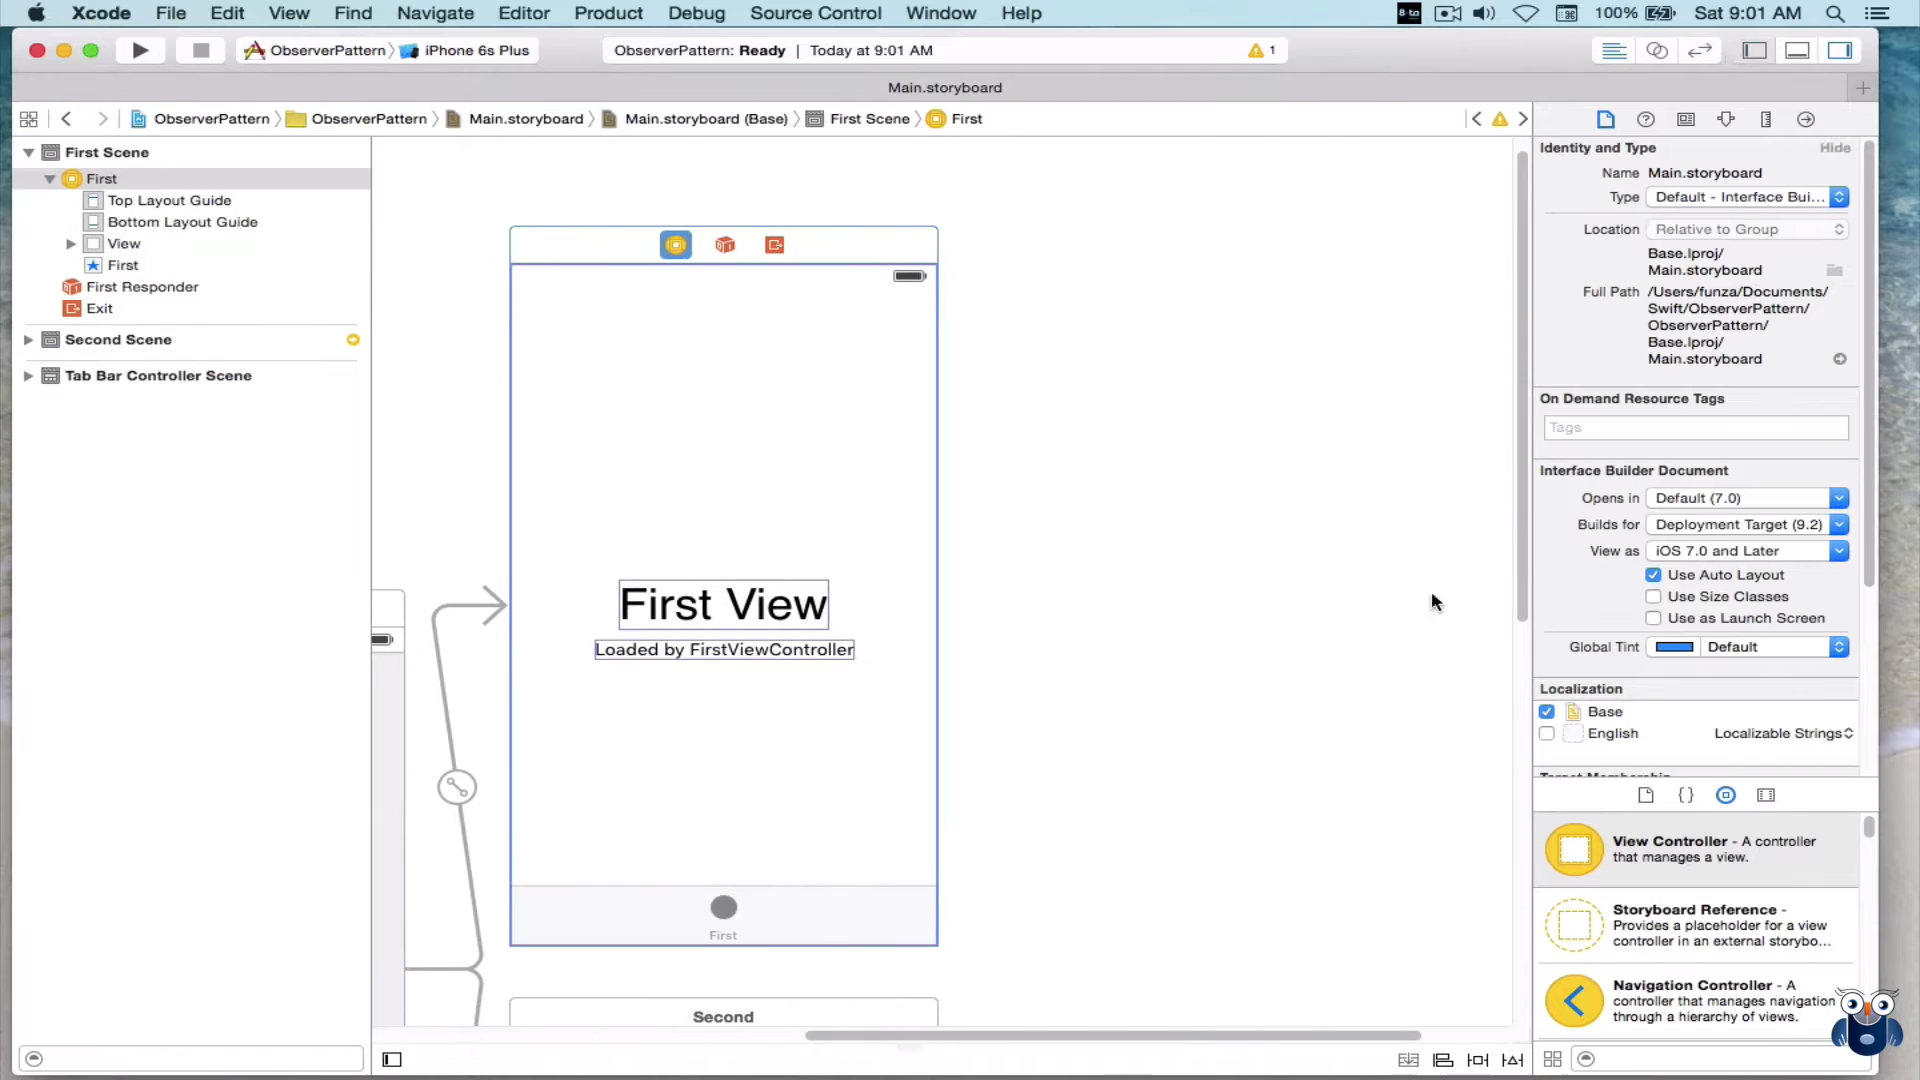 Xcode File Edit View Find Navigate Editor Product Debug Source Control Window Help 8-to 100% Sat 9:01 AM
ObserverPattern iPhone 6s Plus ObserverPattern: Ready | Today at 9:01 AM 1
Main.storyboard
ObserverPattern ObserverPattern Main.storyboard Main.storyboard (Base) First Scene First
First Scene
First
Top Layout Guide
Bottom Layout Guide
View
First
First Responder
Exit
Second Scene
Tab Bar Controller Scene
First View
Loaded by FirstViewController
First
Second
Identity and Type Hide
Name Main.storyboard
Type Default - Interface Bui...
Location Relative to Group
Base.lproj/
Main.storyboard
Full Path /Users/funza/Documents/
Swift/ObserverPattern/
ObserverPattern/
Base.lproj/
Main.storyboard
On Demand Resource Tags
Tags
Interface Builder Document
Opens in Default (7.0)
Builds for Deployment Target (9.2)
View as iOS 7.0 and Later
Use Auto Layout
Use Size Classes
Use as Launch Screen
Global Tint Default
Localization
Base
English Localizable Strings
Target Membership
{ }
View Controller - A controller
that manages a view.
Storyboard Reference -
Provides a placeholder for a view
controller in an external storybo...
Navigation Controller - A
controller that manages navigation
through a hierarchy of views.